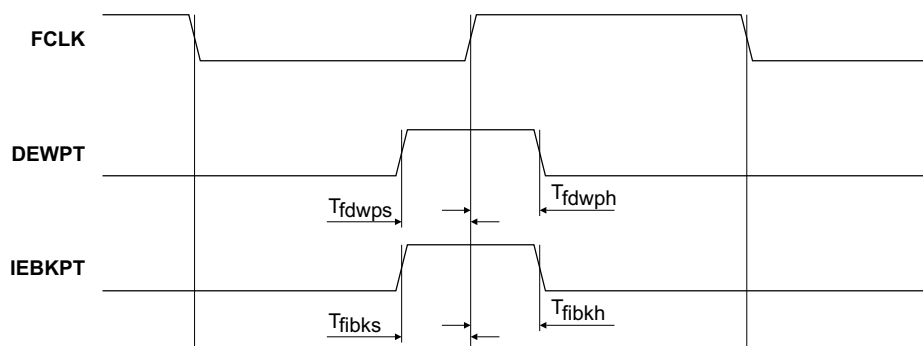 FCLK
DEWPT
Tfdwps
Tfdwph
IEBKPT
Tfibks
Tfibkh